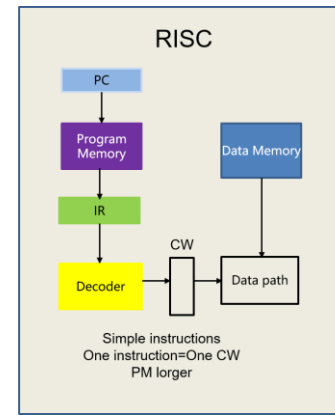 RISC
PC
Program
Memory
Data Memory
IR
CW
Decoder
Data path
Simple instructions
One instruction=One CW
PM lorger